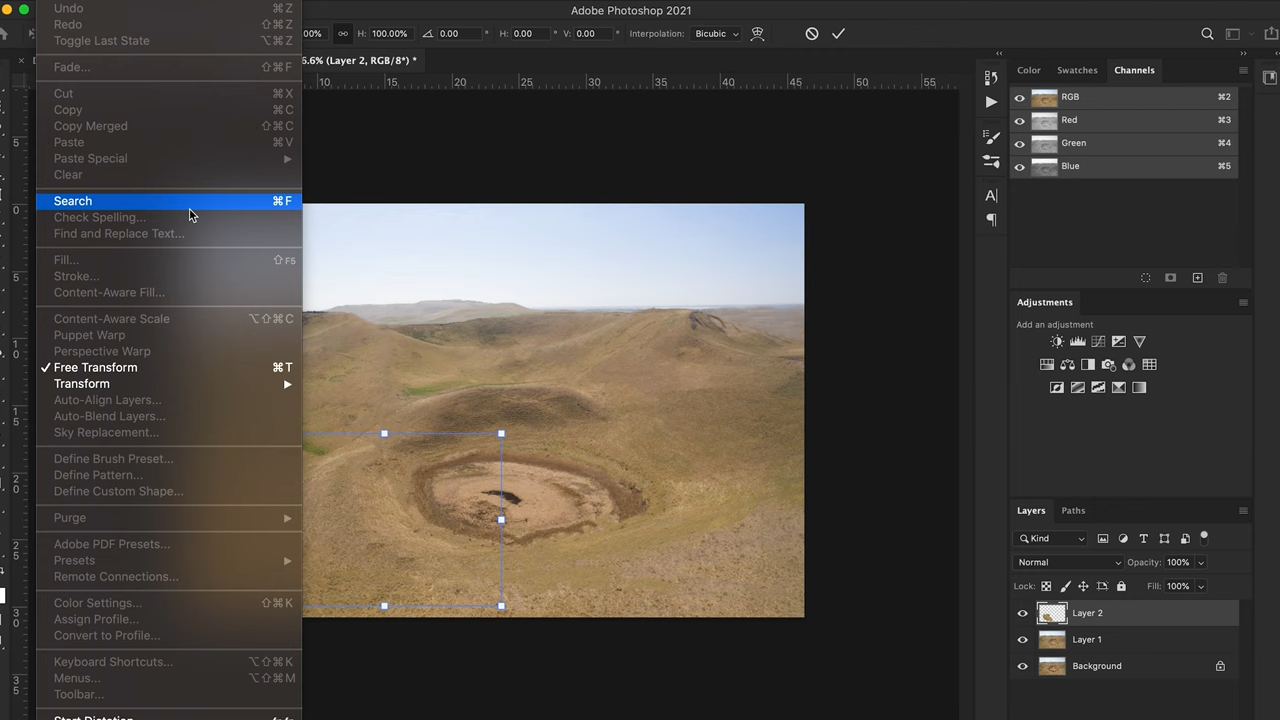 Adobe Photoshop 2021
00% H: 100.00% 0.00 ° H: 0.00 ° V: 0.00 ° Interpolation: Bicubic
6.6% (Layer 2, RGB/8*) *
10 20 25 30 35 40 45 50 55
Undo ⌘Z
Redo ⇧⌘Z
Toggle Last State ⌥⌘Z
Fade... ⇧⌘F
Cut ⌘X
Copy ⌘C
Copy Merged ⇧⌘C
Paste ⌘V
Paste Special
Clear
Search ⌘F
Check Spelling...
Find and Replace Text...
Fill... ⇧F5
Stroke...
Content-Aware Fill...
Content-Aware Scale ⌥⇧⌘C
Puppet Warp
Perspective Warp
Free Transform ⌘T
Transform
Auto-Align Layers...
Auto-Blend Layers...
Sky Replacement...
Define Brush Preset...
Define Pattern...
Define Custom Shape...
Purge
Adobe PDF Presets...
Presets
Remote Connections...
Color Settings... ⇧⌘K
Assign Profile...
Convert to Profile...
Keyboard Shortcuts... ⌥⇧⌘K
Menus... ⌥⇧⌘M
Toolbar...
Start Dictation
Color Swatches Channels
RGB ⌘2
Red ⌘3
Green ⌘4
Blue ⌘5
Adjustments
Add an adjustment
Layers Paths
Kind
Normal Opacity: 100%
Lock: Fill: 100%
Layer 2
Layer 1
Background